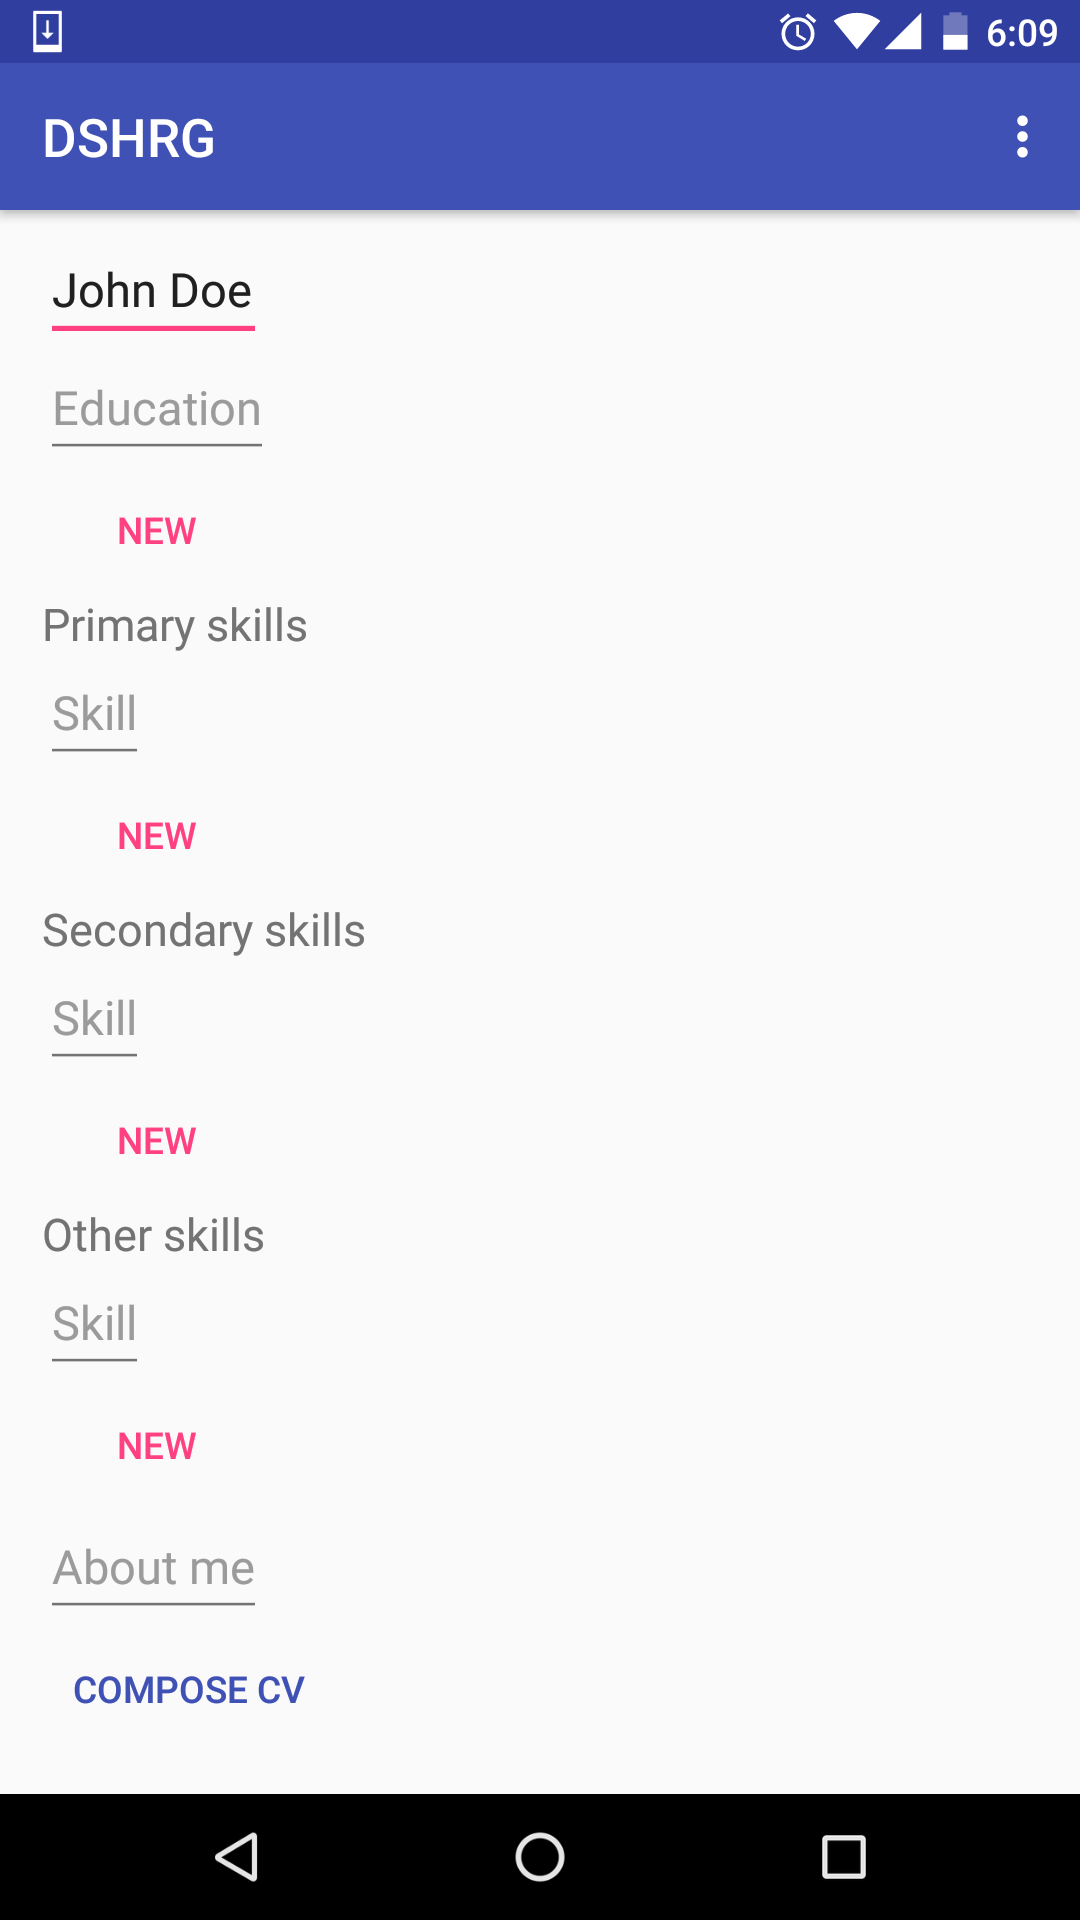 6:09
DSHRG
John Doe
Education
NEW
Primary skills
Skill
NEW
Secondary skills
Skill
NEW
Other skills
Skill
NEW
About me
COMPOSE CV